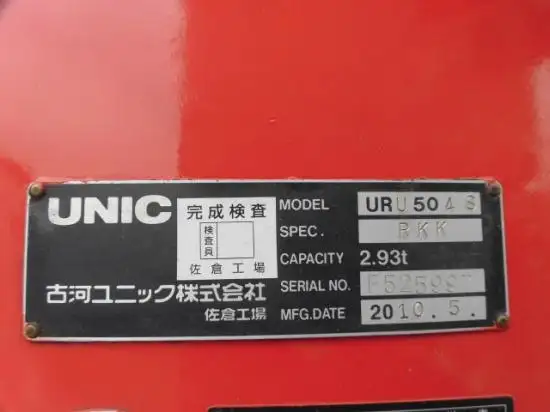 UNIC
完成検査
検査員
佐倉工場
古河ユニック株式会社
佐倉工場
MODEL URU504S
SPEC. RKK
CAPACITY 2.93t
SERIAL NO.
MFG.DATE 2010.5.